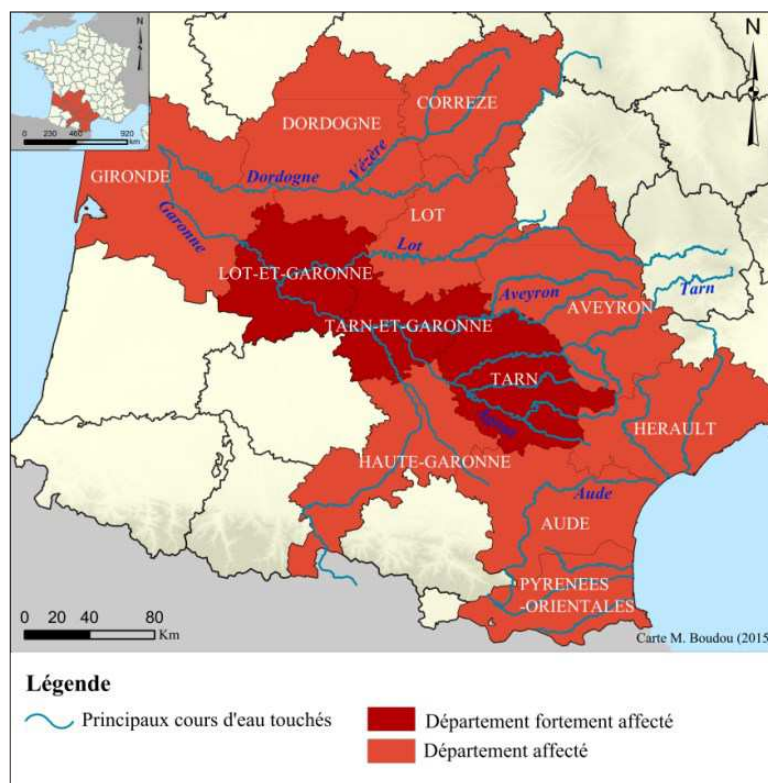 N
0 230 460 920
km
N
CORREZE
DORDOGNE
Vézère
Dordogne
GIRONDE
Garonne
LOT
Lot
LOT-ET-GARONNE
Aveyron
Tarn
AVEYRON
TARN-ET-GARONNE
TARN
HERAULT
HAUTE-GARONNE
Aude
AUDE
PYRENEES
-ORIENTALES
0 20 40 80
Km
Carte M. Boudou (2015
Légende
Principaux cours d'eau touchés
Département fortement affecté
Département affecté